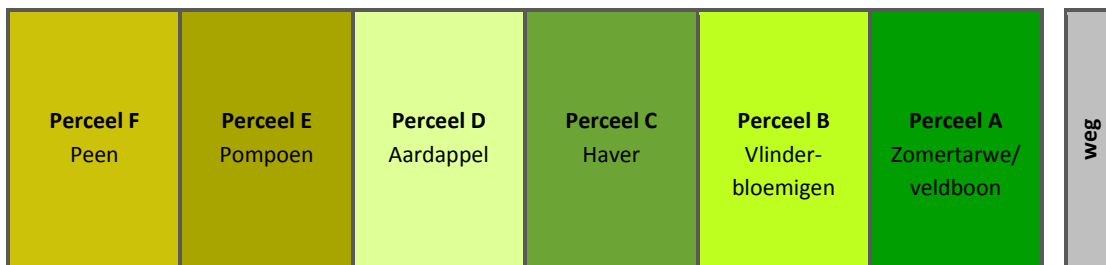 Perceel F
Peen
Perceel E
Pompoen
Perceel D
Aardappel
Perceel C
Haver
Perceel B
Vlinder-
bloemigen
Perceel A
Zomertarwe/
veldboon
weg